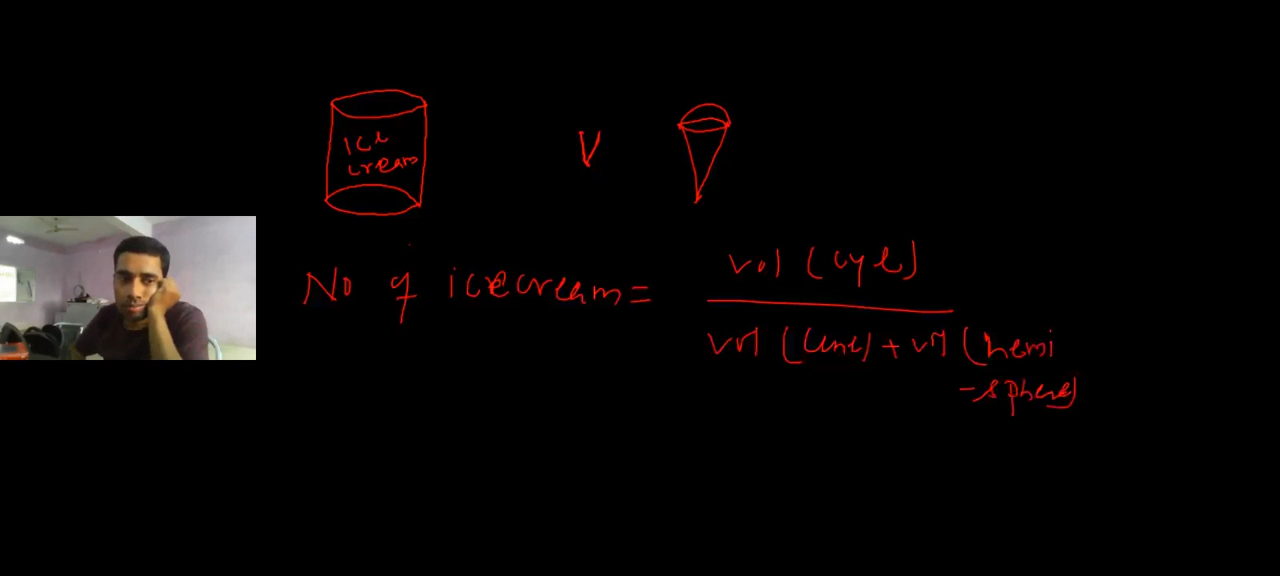 ice
cream
V
No of icecream = vol (cyl)
vol (cone) + vol (hemi
-sphere)